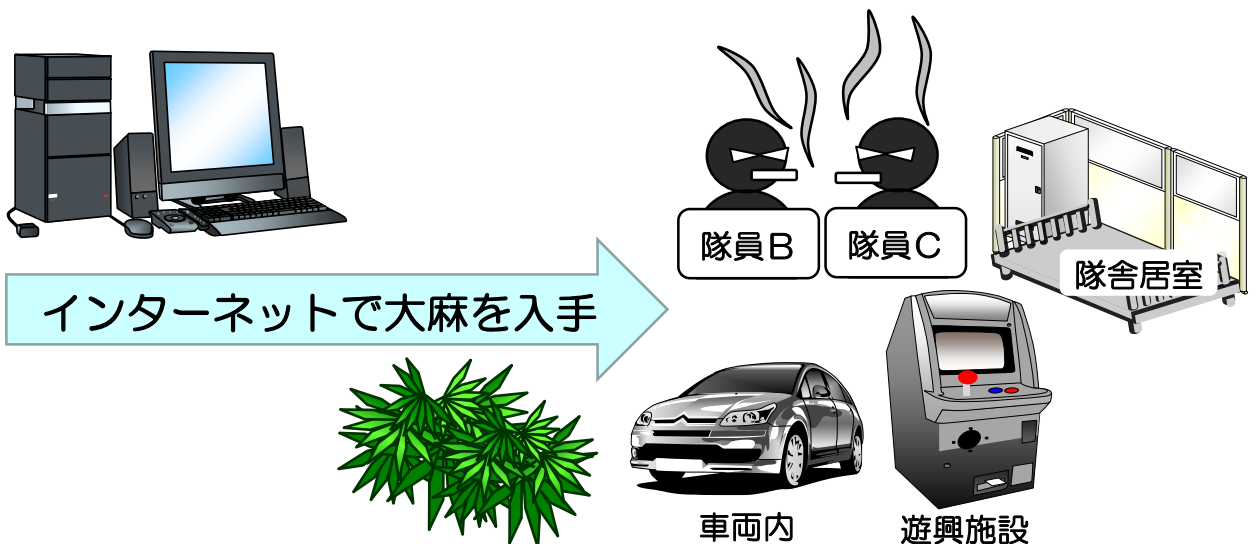 隊員B
隊員C
隊舎居室
インターネットで大麻を入手
車両内
遊興施設